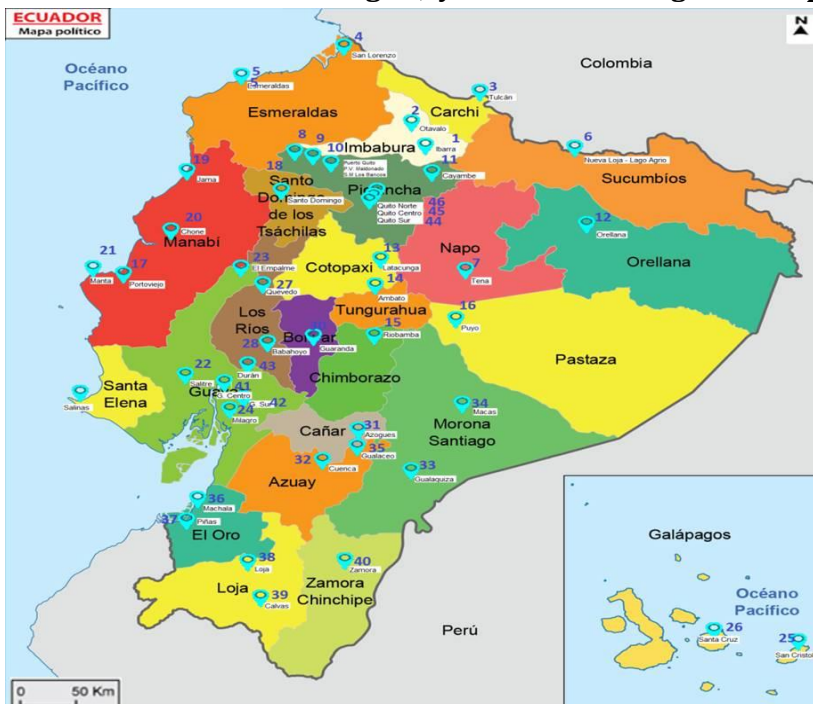 ECUADOR
Mapa político
N
Océano
Pacífico
Colombia
4
San Lorenzo
5
5
Esmeraldas
Esmeraldas
Carchi
3
Tulcán
2
Otavalo
Imbabura
1
Ibarra
6
Nueva Loja - Lago Agrio
Sucumbíos
8
9
10
Puerto Quito
P.V. Maldonado
S.M Los Bancos
11
Cayambe
19
Jama
18
Santo Domingo
Santo
Domingo
de los
Tsáchilas
Pichincha
Quito Norte
Quito Centro
Quito Sur
46
45
44
12
Orellana
Orellana
20
Chone
Manabí
21
Manta
17
Portoviejo
23
El Empalme
27
Quevedo
Cotopaxi
13
Latacunga
14
Ambato
Napo
7
Tena
Tungurahua
15
Riobamba
16
Puyo
Pastaza
Los
Ríos
28
Babahoyo
Guaranda
Chimborazo
43
Durán
22
Salitre
41
G. Centro
42
G. Sur
24
Milagro
Santa
Elena
Salinas
34
Macas
Morona
Santiago
Cañar
31
Azogues
35
Gualaceo
32
Cuenca
33
Gualaquiza
Azuay
36
Machala
37
Piñas
El Oro
38
Loja
Loja
39
Calvas
40
Zamora
Zamora
Chinchipe
Perú
Galápagos
Océano
Pacífico
26
Santa Cruz
25
San Cristo
0
50 Km